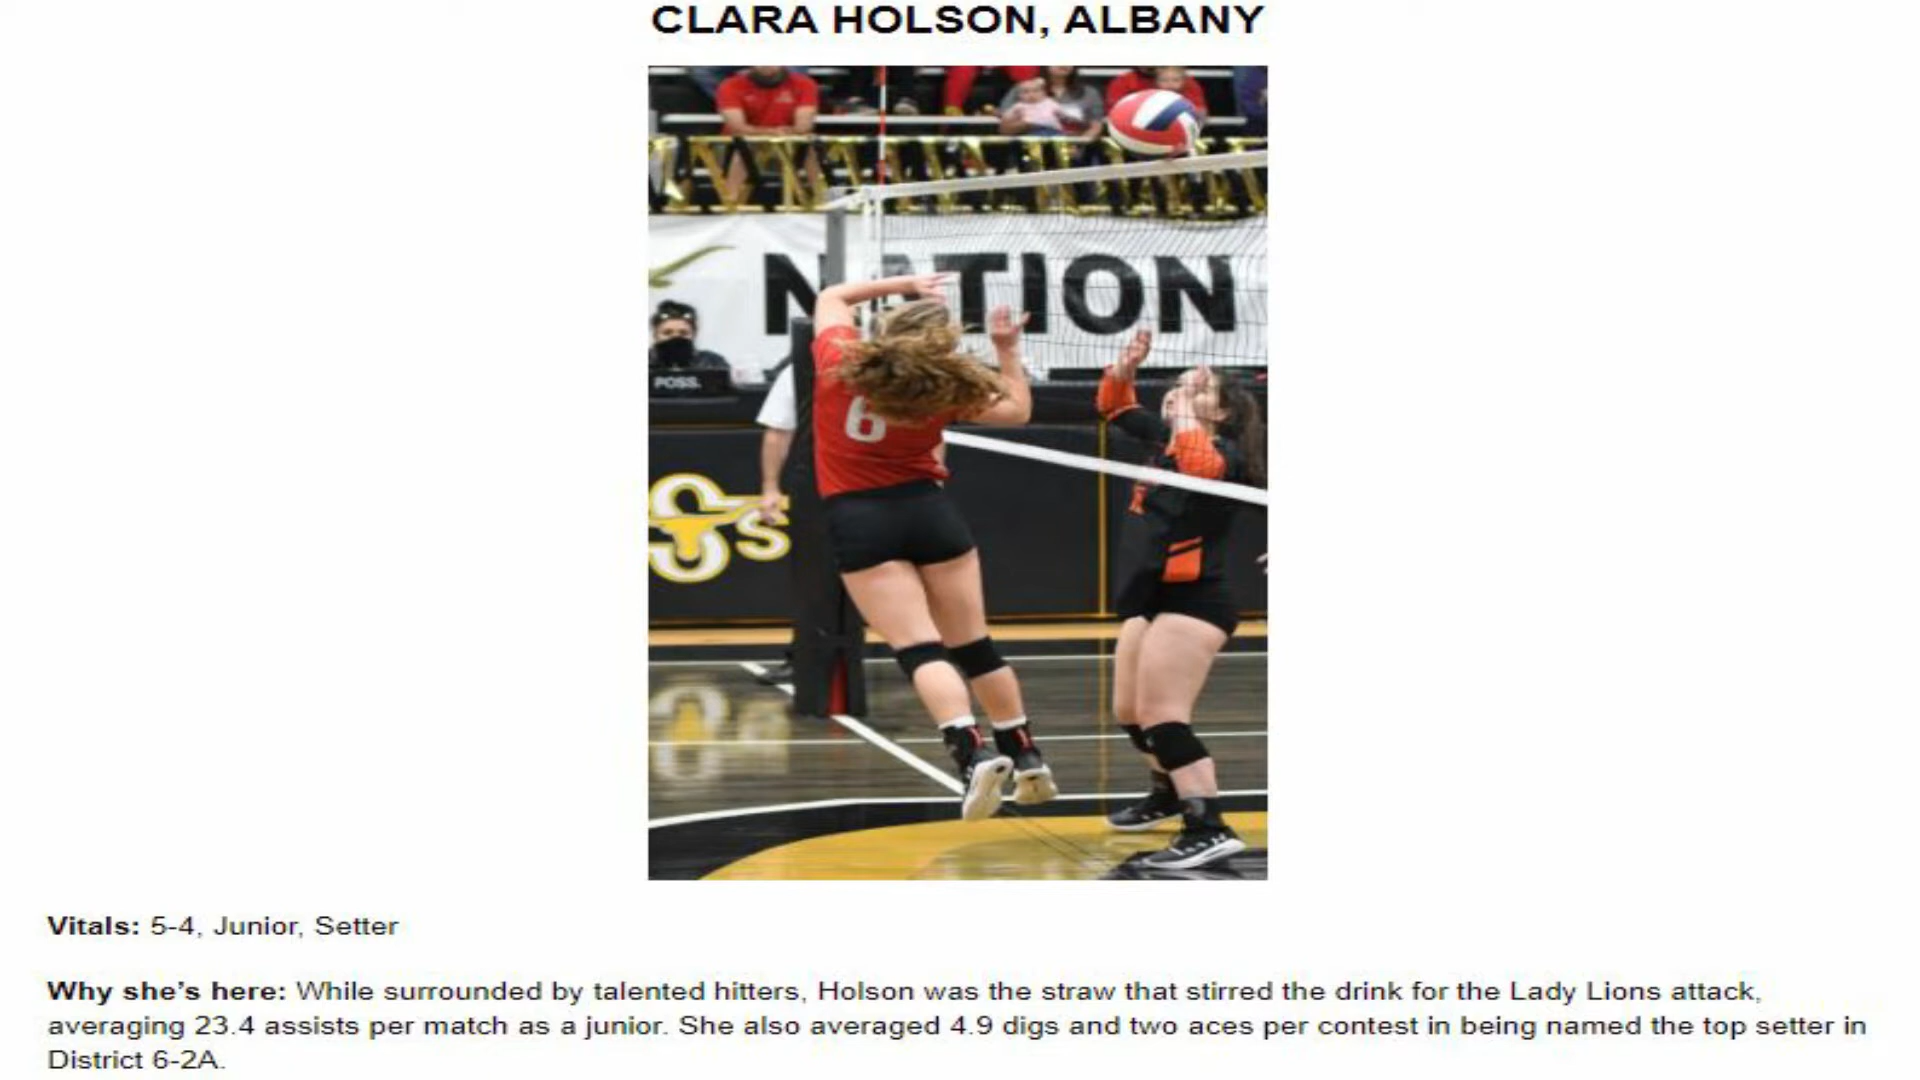 CLARA HOLSON, ALBANY
NATION
POSS.
6
S
Vitals: 5-4, Junior, Setter
Why she's here: While surrounded by talented hitters, Holson was the straw that stirred the drink for the Lady Lions attack,
averaging 23.4 assists per match as a junior. She also averaged 4.9 digs and two aces per contest in being named the top setter in
District 6-2A.